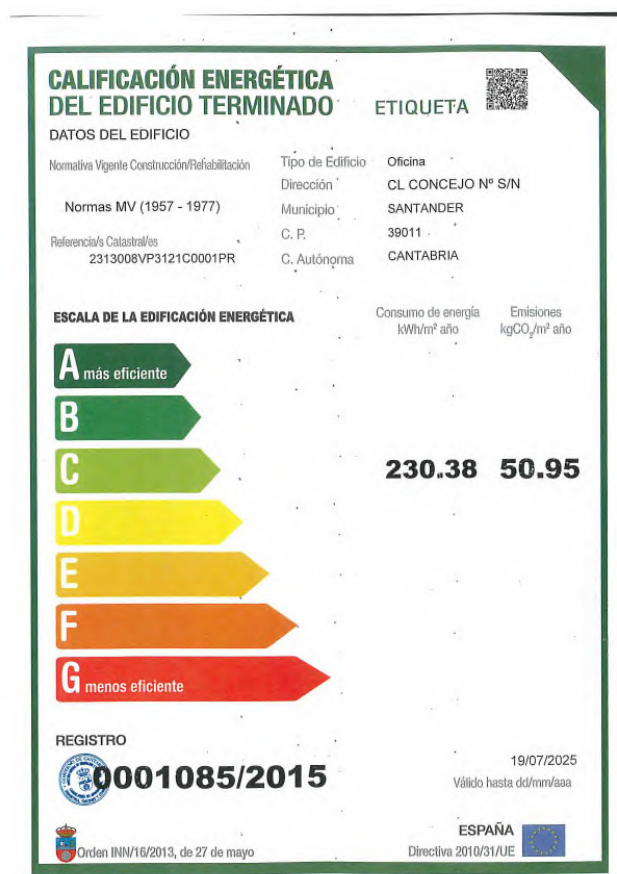 CALIFICACIÓN ENERGÉTICA
DEL EDIFICIO TERMINADO ETIQUETA
DATOS DEL EDIFICIO
Normativa Vigente Construcción/Rehabilitación
Normas MV (1957 - 1977)
Referencia/s Catastral/es
2313008VP3121C0001PR
Tipo de Edificio Oficina
Dirección CL CONCEJO Nº S/N
Municipio SANTANDER
C. P. 39011
C. Autónoma CANTABRIA
ESCALA DE LA EDIFICACIÓN ENERGÉTICA
Consumo de energía
kWh/m² año
Emisiones
kgCO₂/m² año
A más eficiente
B
C 230.38 50.95
D
E
F
G menos eficiente
REGISTRO
0001085/2015
19/07/2025
Válido hasta dd/mm/aaa
Orden INN/16/2013, de 27 de mayo
ESPAÑA
Directiva 2010/31/UE